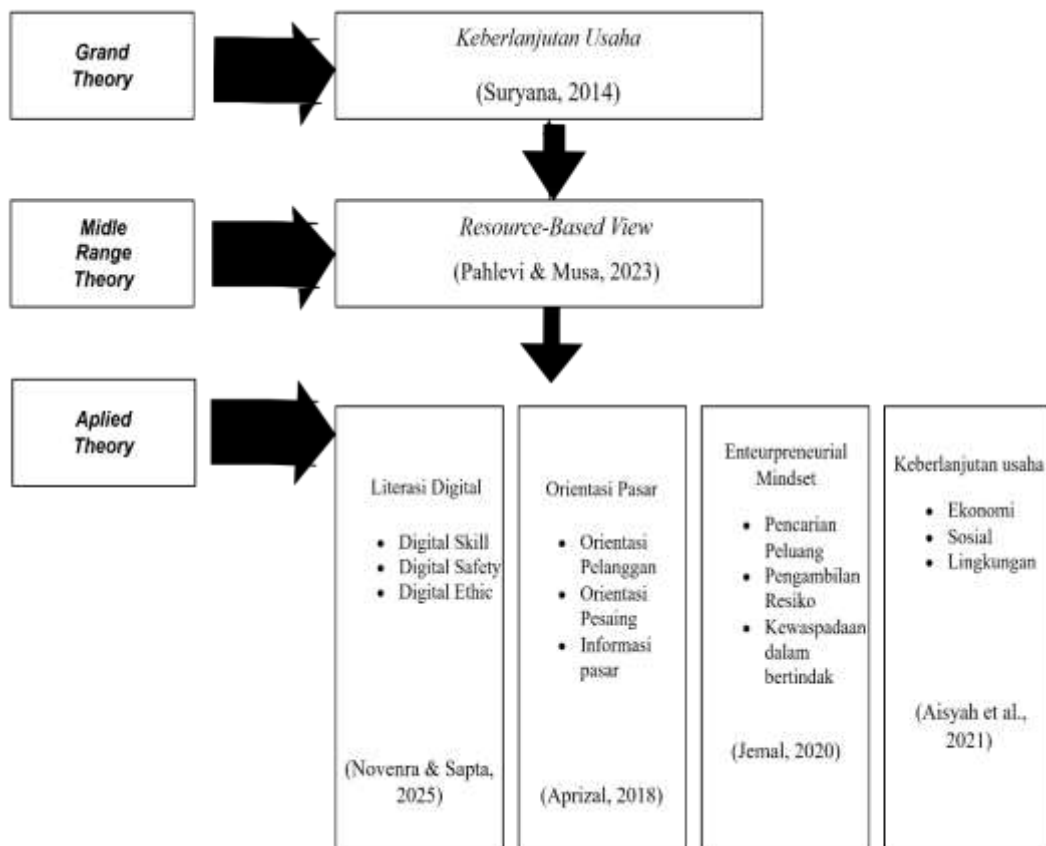 Grand
Theory
Keberlanjutan Usaha
(Suryana, 2014)
Midle
Range
Theory
Resource-Based View
(Pahlevi & Musa, 2023)
Aplied
Theory
Literasi Digital
• Digital Skill
• Digital Safety
• Digital Ethic
(Novenra & Sapta,
2025)
Orientasi Pasar
• Orientasi
Pelanggan
• Orientasi
Pesaing
• Informasi
pasar
(Aprizal, 2018)
Enteurpreneurial
Mindset
• Pencarian
Peluang
• Pengambilan
Resiko
• Kewaspadaan
dalam
bertindak
(Jemal, 2020)
Keberlanjutan usaha
• Ekonomi
• Sosial
• Lingkungan
(Aisyah et al.,
2021)